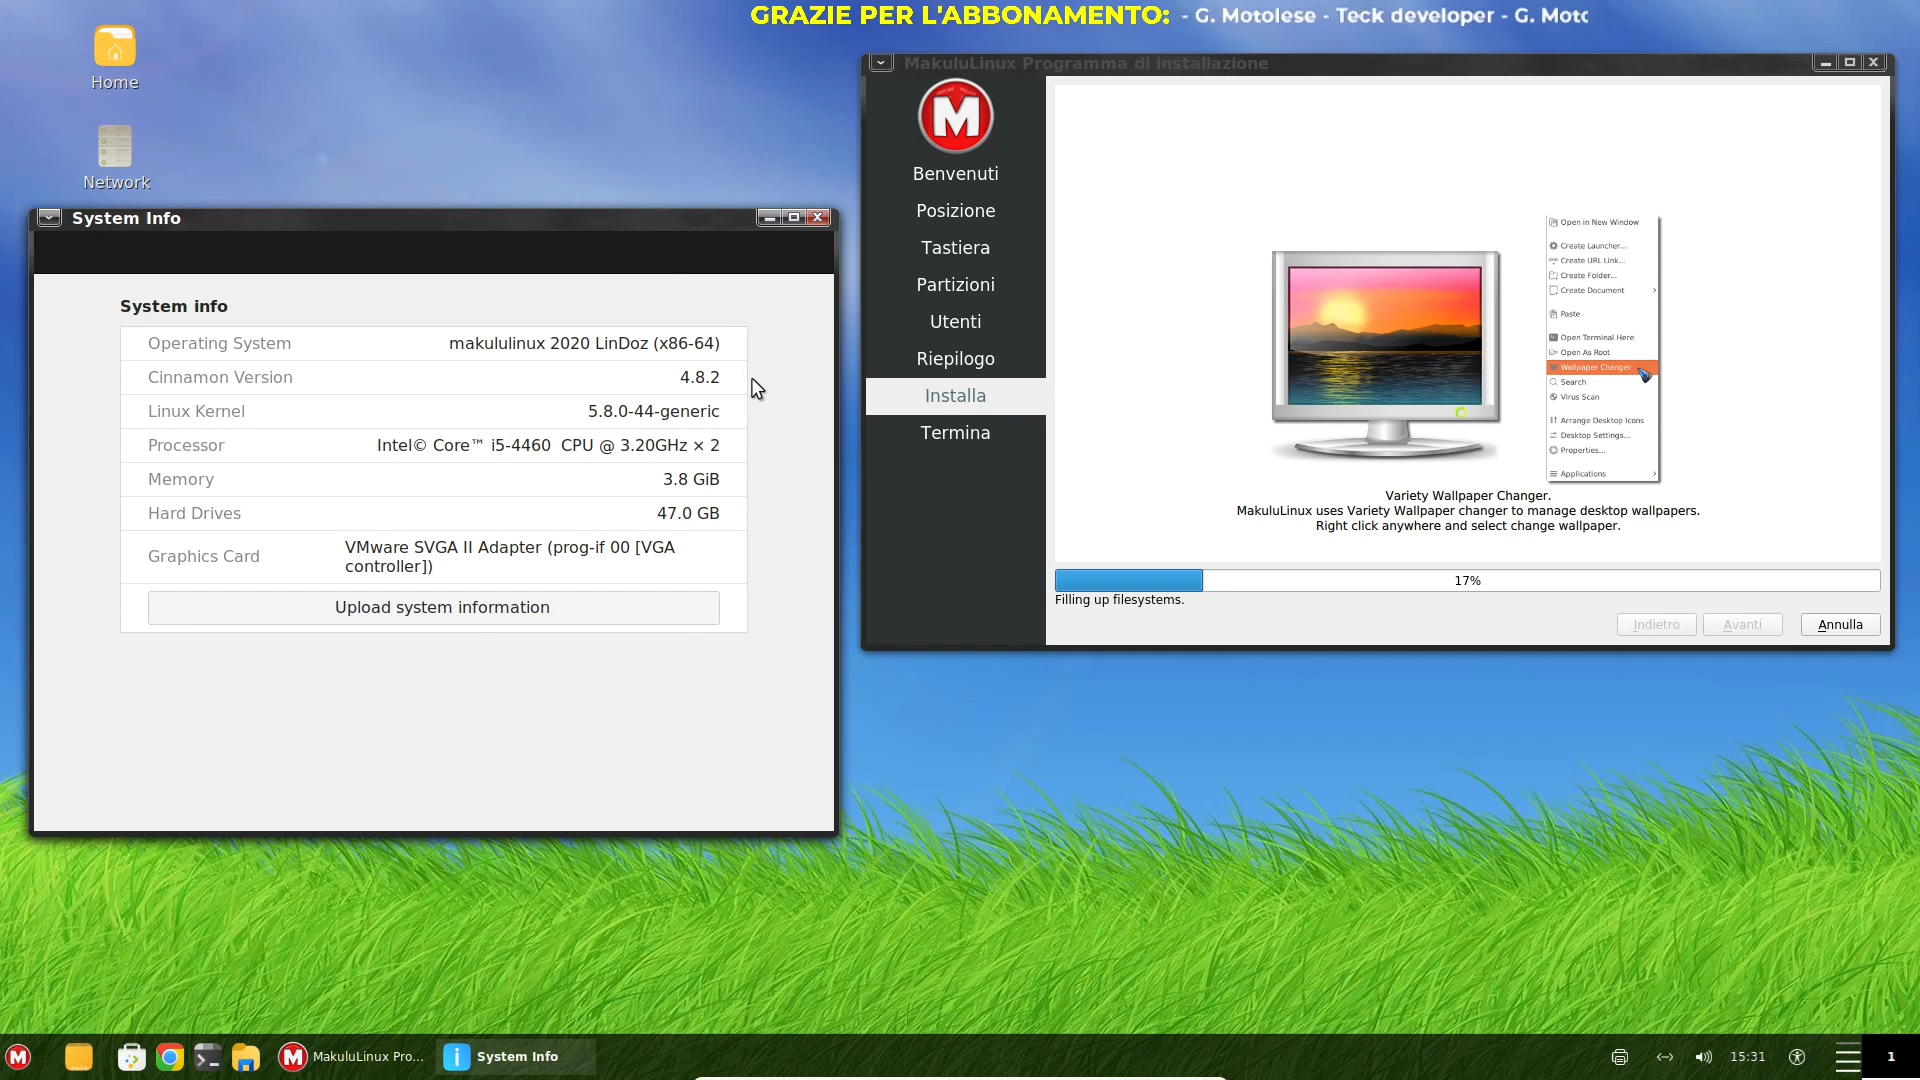 GRAZIE PER L'ABBONAMENTO: - G. Motolese - Teck developer - G. Moto
Home
Network
System Info
System info
Operating System makululinux 2020 LinDoz (x86-64)
Cinnamon Version 4.8.2
Linux Kernel 5.8.0-44-generic
Processor Intel© Core™ i5-4460 CPU @ 3.20GHz × 2
Memory 3.8 GiB
Hard Drives 47.0 GB
Graphics Card VMware SVGA II Adapter (prog-if 00 [VGA
controller])
Upload system information
MakuluLinux Programma di installazione
M
Benvenuti
Posizione
Tastiera
Partizioni
Utenti
Riepilogo
Installa
Termina
Open in New Window
Create Launcher...
Create URL Link...
Create Folder...
Create Document
Paste
Open Terminal Here
Open As Root
Wallpaper Changer
Search
Virus Scan
Arrange Desktop Icons
Desktop Settings...
Properties...
Applications
Variety Wallpaper Changer.
MakuluLinux uses Variety Wallpaper changer to manage desktop wallpapers.
Right click anywhere and select change wallpaper.
17%
Filling up filesystems.
Indietro Avanti Annulla
M M MakuluLinux Pro... i System Info 15:31 1